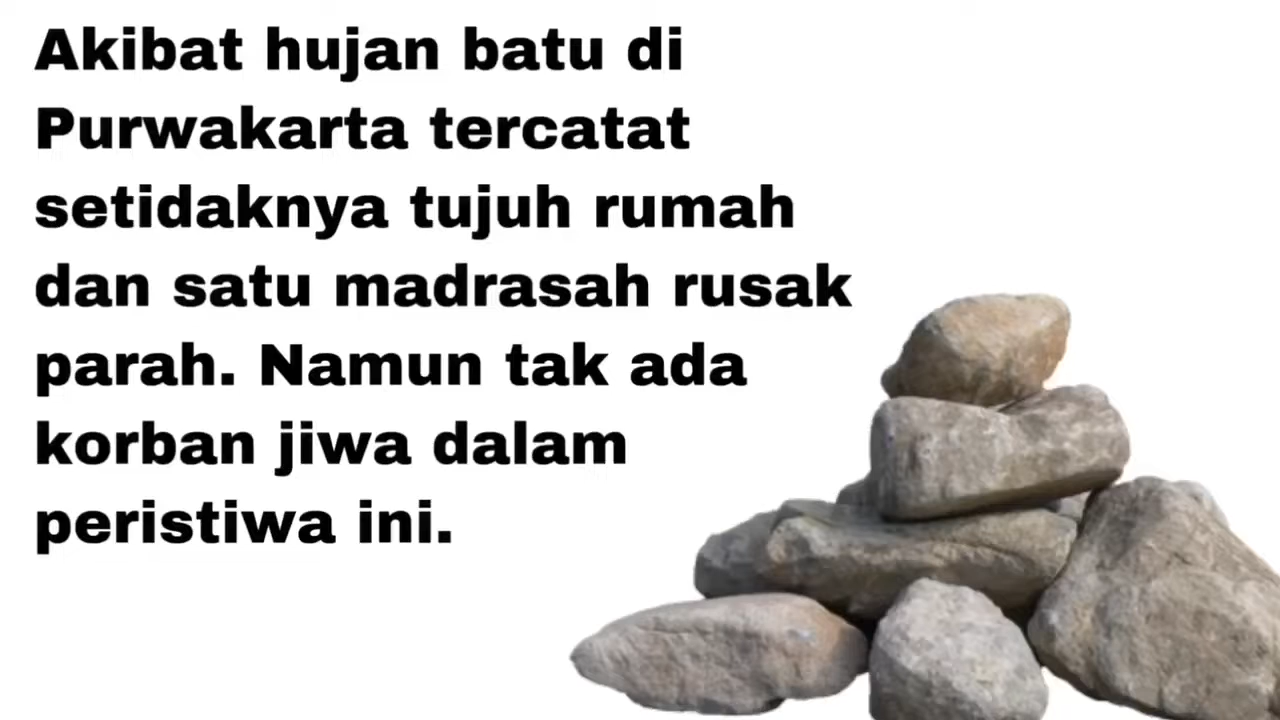 Akibat hujan batu di
Purwakarta tercatat
setidaknya tujuh rumah
dan satu madrasah rusak
parah. Namun tak ada
korban jiwa dalam
peristiwa ini.